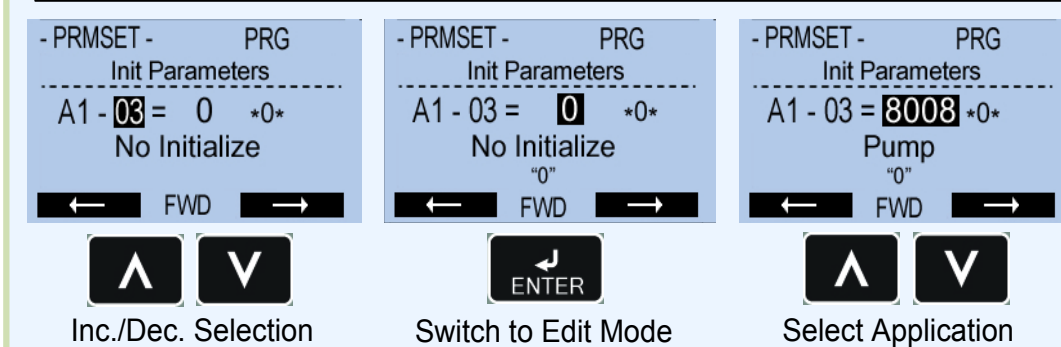 - PRMSET - PRG
Init Parameters
A1 - 03 = 0 *0*
No Initialize
← FWD →
∧ ∨
Inc./Dec. Selection
- PRMSET - PRG
Init Parameters
A1 - 03 = 0 *0*
No Initialize
“0”
← FWD →
ENTER
Switch to Edit Mode
- PRMSET - PRG
Init Parameters
A1 - 03 = 8008 *0*
Pump
“0”
← FWD →
∧ ∨
Select Application